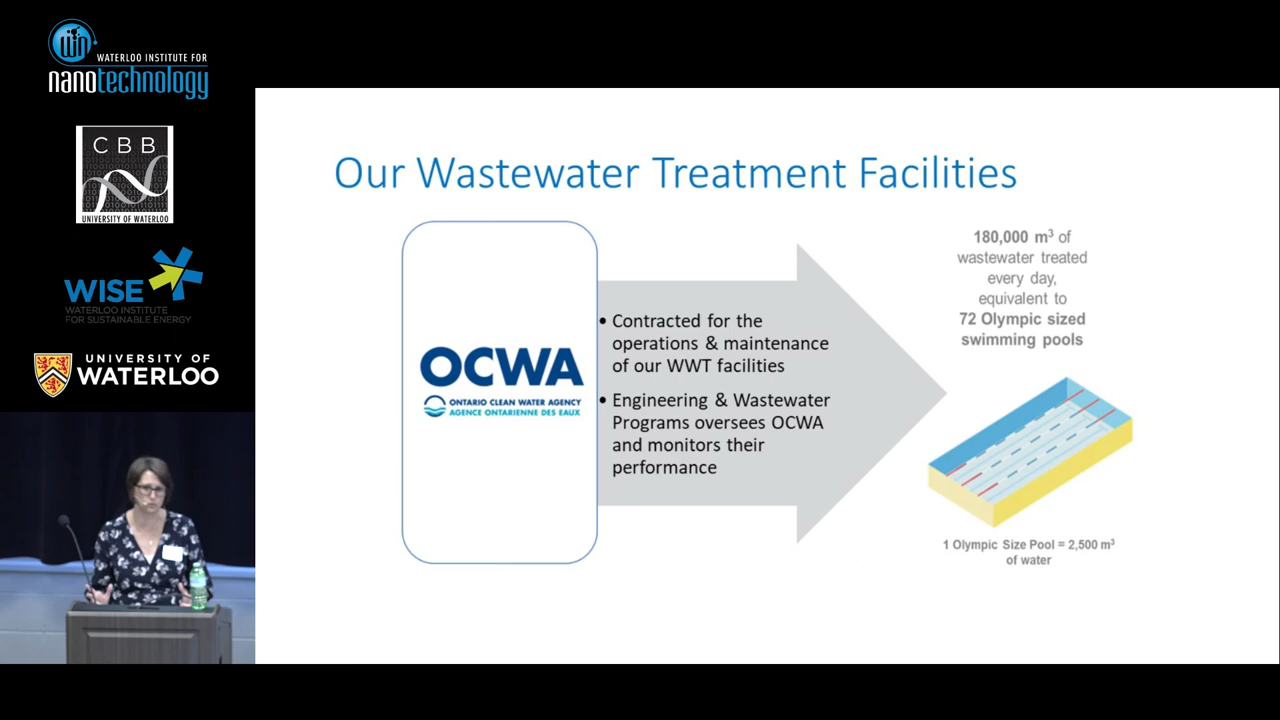 WATERLOO INSTITUTE FOR
nanotechnology
CBB
UNIVERSITY OF WATERLOO
WISE
WATERLOO INSTITUTE
FOR SUSTAINABLE ENERGY
UNIVERSITY OF
WATERLOO
Our Wastewater Treatment Facilities
OCWA
ONTARIO CLEAN WATER AGENCY
AGENCE ONTARIENNE DES EAUX
• Contracted for the
operations & maintenance
of our WWT facilities
• Engineering & Wastewater
Programs oversees OCWA
and monitors their
performance
180,000 m³ of
wastewater treated
every day,
equivalent to
72 Olympic sized
swimming pools
1 Olympic Size Pool = 2,500 m³
of water